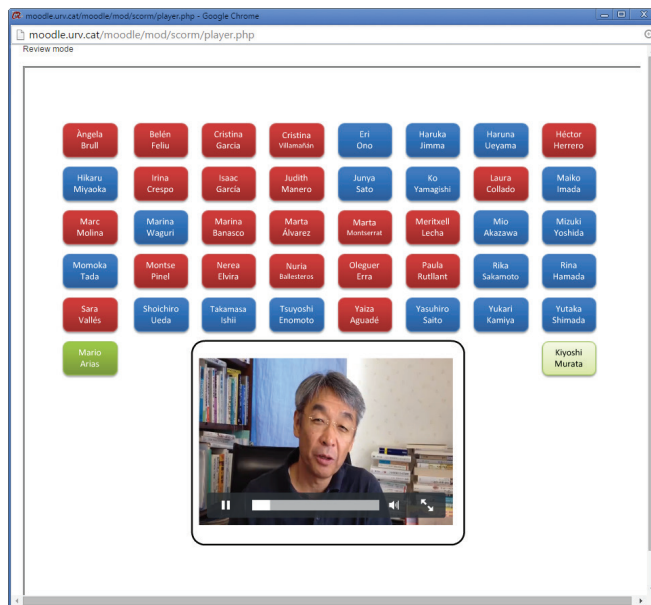 moodle.urv.cat/moodle/mod/scorm/player.php - Google Chrome
moodle.urv.cat/moodle/mod/scorm/player.php
Review mode
Àngela
Brull
Belén
Feliu
Cristina
Garcia
Cristina
Villamañán
Eri
Ono
Haruka
Jimma
Haruna
Ueyama
Héctor
Herrero
Hikaru
Miyaoka
Irina
Crespo
Isaac
García
Judith
Manero
Junya
Sato
Ko
Yamagishi
Laura
Collado
Maiko
Imada
Marc
Molina
Marina
Waguri
Marina
Banasco
Marta
Álvarez
Marta
Montserrat
Meritxell
Lecha
Mio
Akazawa
Mizuki
Yoshida
Momoka
Tada
Montse
Pinel
Nerea
Elvira
Nuria
Ballesteros
Oleguer
Erra
Paula
Rutllant
Rika
Sakamoto
Rina
Hamada
Sara
Vallés
Shoichiro
Ueda
Takamasa
Ishii
Tsuyoshi
Enomoto
Yaiza
Aguadé
Yasuhiro
Saito
Yukari
Kamiya
Yutaka
Shimada
Mario
Arias
Kiyoshi
Murata